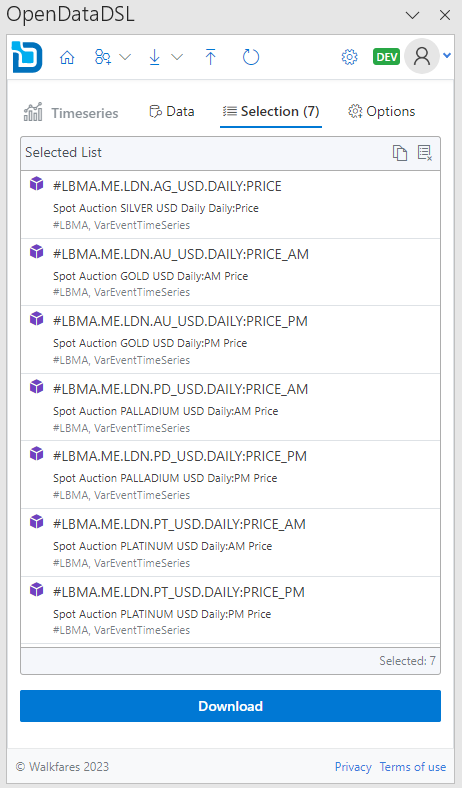 OpenDataDSL
DEV
Timeseries
Data
Selection (7)
Options
Selected List
#LBMA.ME.LDN.AG_USD.DAILY:PRICE
Spot Auction SILVER USD Daily Daily:Price
#LBMA, VarEventTimeSeries
#LBMA.ME.LDN.AU_USD.DAILY:PRICE_AM
Spot Auction GOLD USD Daily:AM Price
#LBMA, VarEventTimeSeries
#LBMA.ME.LDN.AU_USD.DAILY:PRICE_PM
Spot Auction GOLD USD Daily:PM Price
#LBMA, VarEventTimeSeries
#LBMA.ME.LDN.PD_USD.DAILY:PRICE_AM
Spot Auction PALLADIUM USD Daily:AM Price
#LBMA, VarEventTimeSeries
#LBMA.ME.LDN.PD_USD.DAILY:PRICE_PM
Spot Auction PALLADIUM USD Daily:PM Price
#LBMA, VarEventTimeSeries
#LBMA.ME.LDN.PT_USD.DAILY:PRICE_AM
Spot Auction PLATINUM USD Daily:AM Price
#LBMA, VarEventTimeSeries
#LBMA.ME.LDN.PT_USD.DAILY:PRICE_PM
Spot Auction PLATINUM USD Daily:PM Price
#LBMA, VarEventTimeSeries
Selected: 7
Download
© Walkfares 2023
Privacy
Terms of use